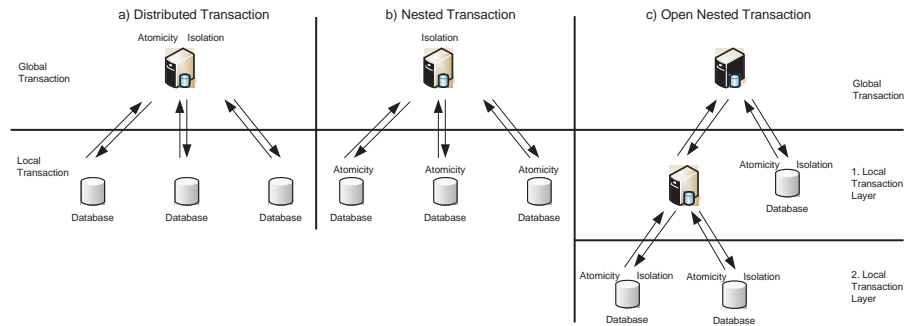 a) Distributed Transaction
b) Nested Transaction
c) Open Nested Transaction
Atomicity Isolation
Isolation
Global
Transaction
Global
Transaction
Local
Transaction
Atomicity
Atomicity
Atomicity
Atomicity Isolation
1. Local
Transaction
Layer
Database
Database
Database
Database
Database
Database
Database
Atomicity Isolation
Atomicity Isolation
2. Local
Transaction
Layer
Database
Database